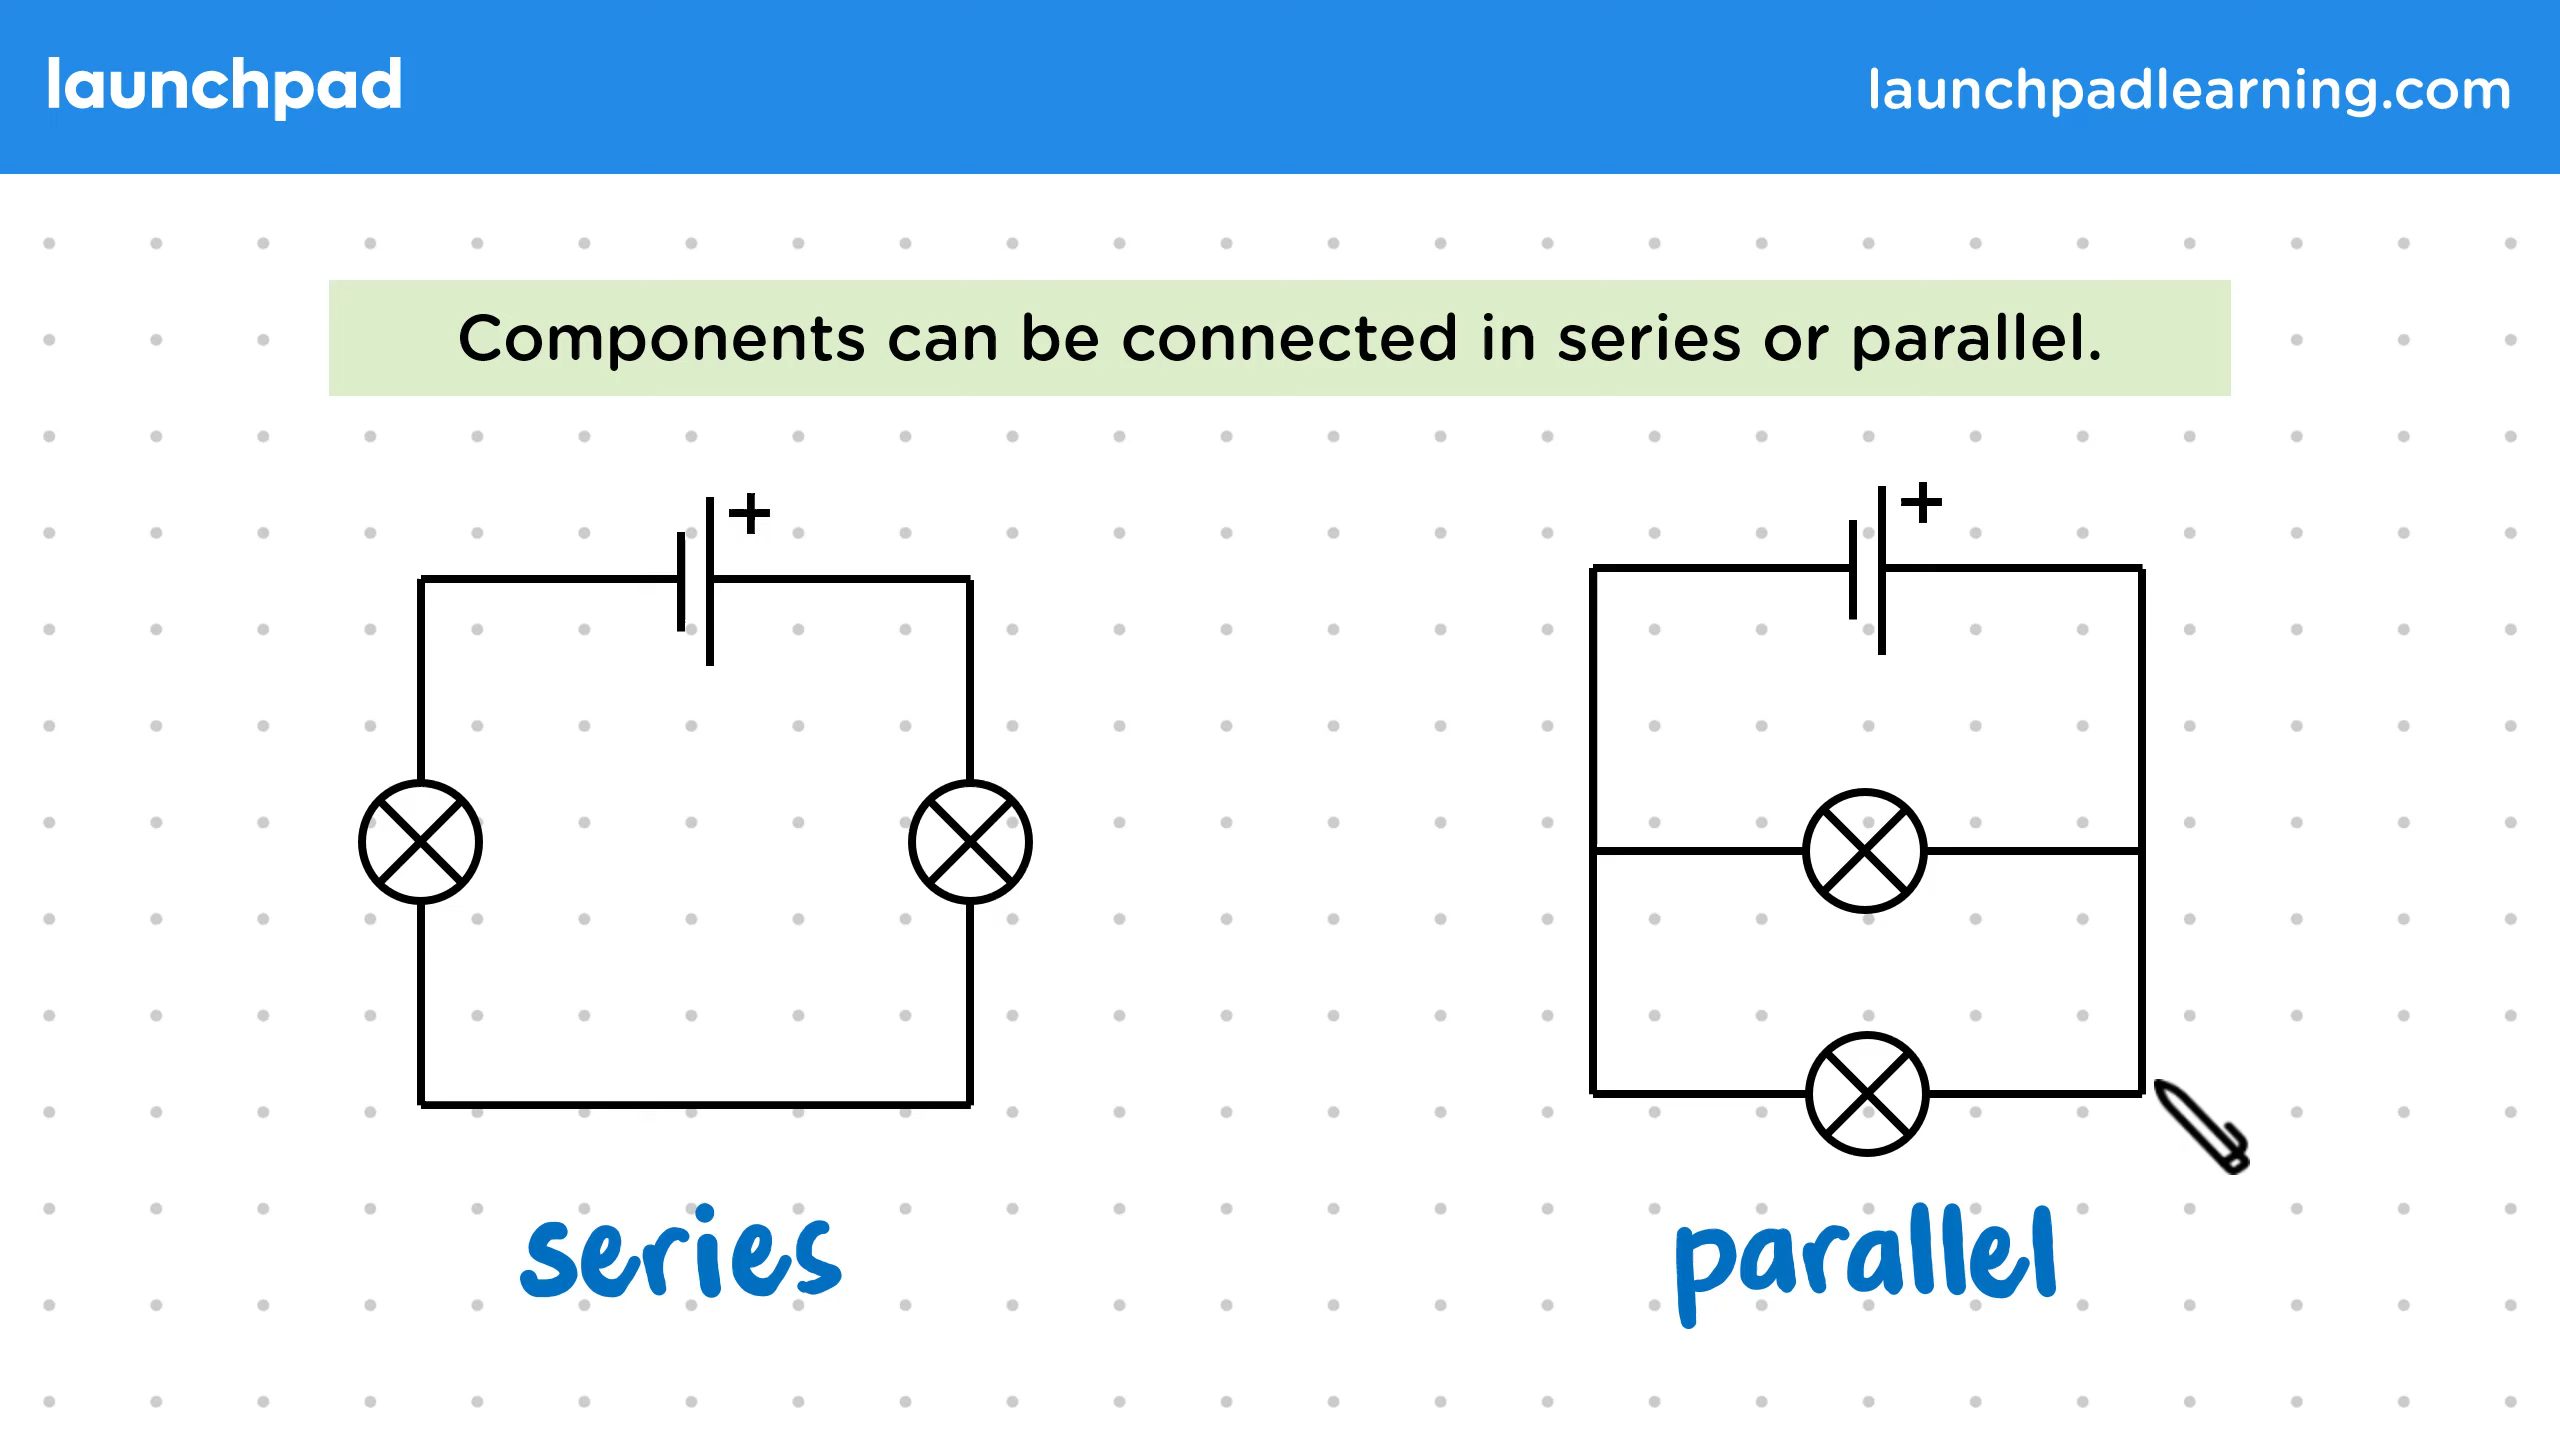 launchpad
launchpadlearning.com
Components can be connected in series or parallel.
+
+
series
parallel